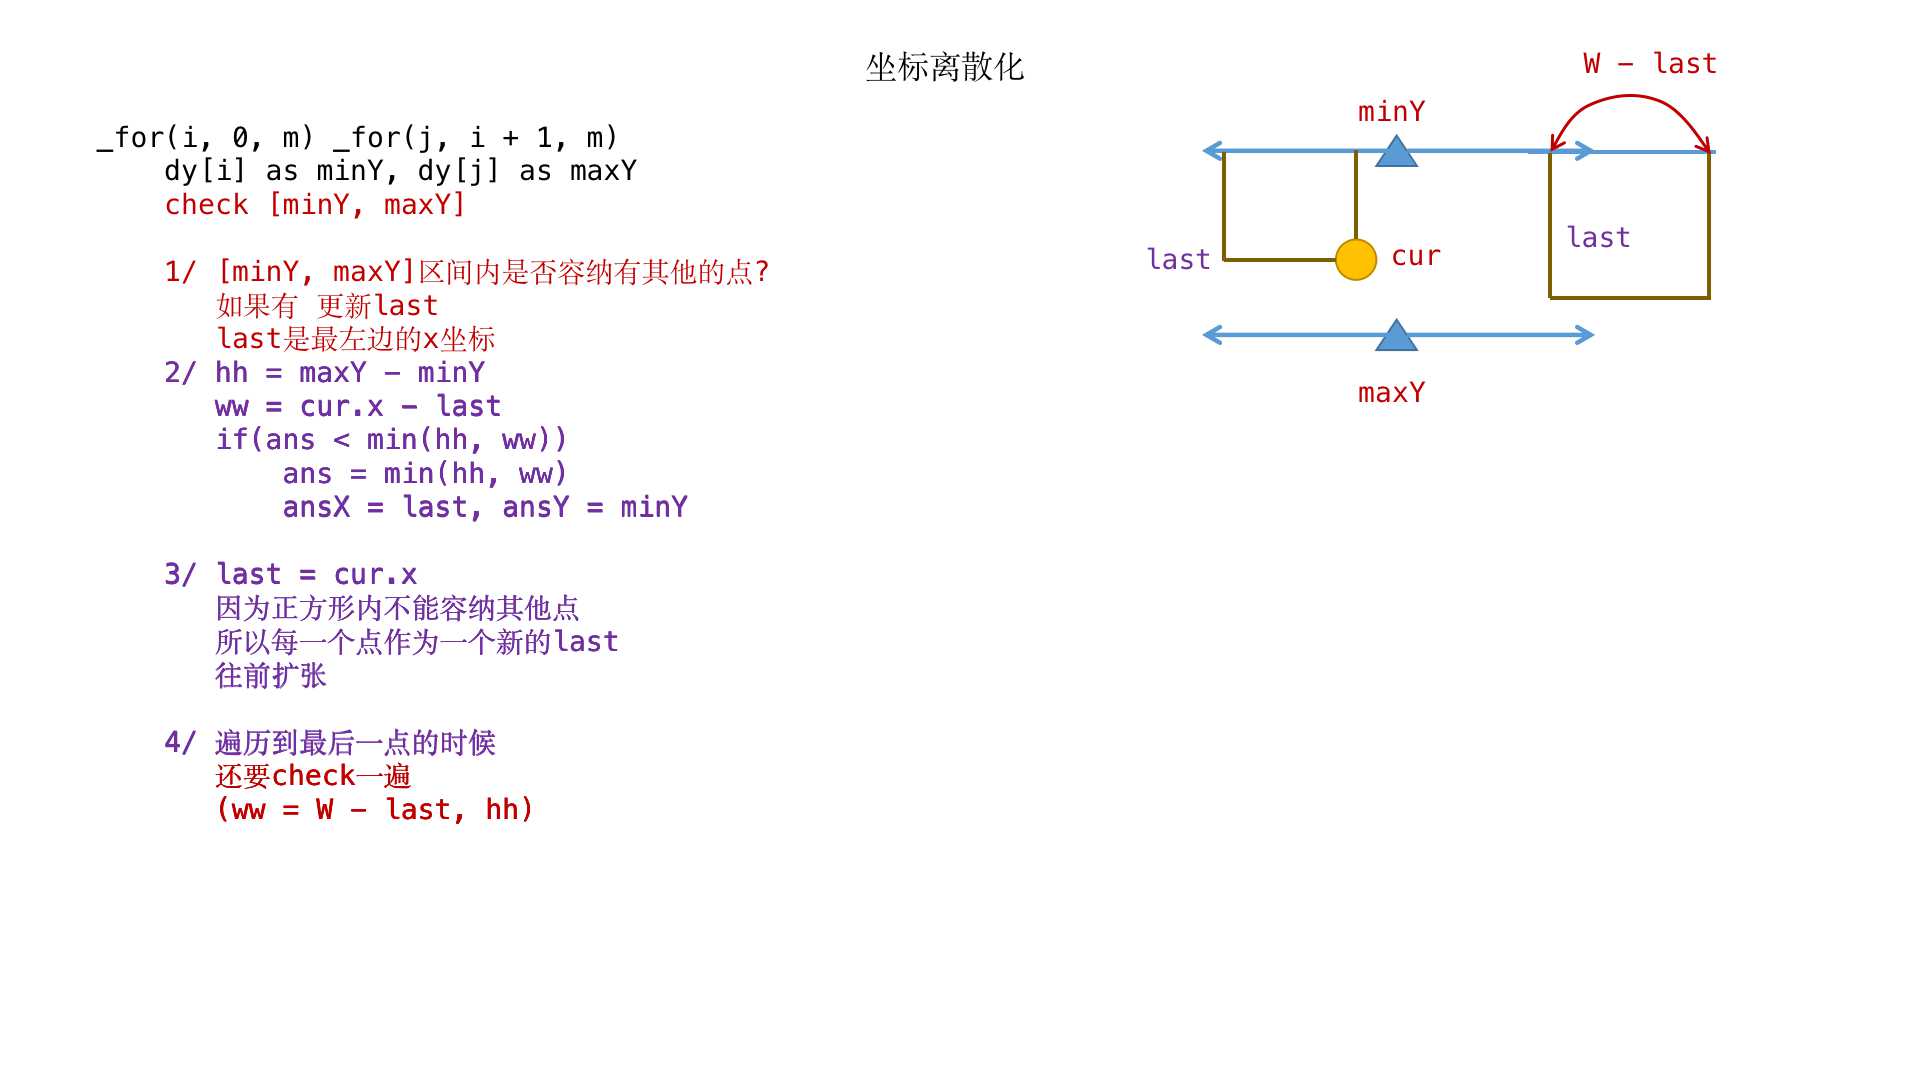 坐标离散化
_for(i, 0, m) _for(j, i + 1, m)
dy[i] as minY, dy[j] as maxY
check [minY, maxY]
1/ [minY, maxY]区间内是否容纳有其他的点?
如果有 更新last
last是最左边的x坐标
2/ hh = maxY - minY
ww = cur.x - last
if(ans < min(hh, ww))
ans = min(hh, ww)
ansX = last, ansY = minY
3/ last = cur.x
因为正方形内不能容纳其他点
所以每一个点作为一个新的last
往前扩张
4/ 遍历到最后一点的时候
还要check一遍
(ww = W - last, hh)
W - last
minY
last
cur
last
maxY